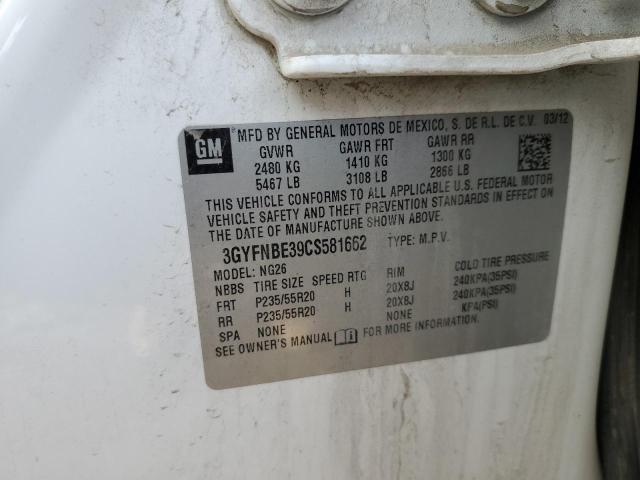 GM
MFD BY GENERAL MOTORS DE MEXICO, S. DE R.L. DE C.V. 03/12
GVWR GAWR FRT GAWR RR
2480 KG 1410 KG 1300 KG
5467 LB 3108 LB 2866 LB
THIS VEHICLE CONFORMS TO ALL APPLICABLE U.S. FEDERAL MOTOR
VEHICLE SAFETY AND THEFT PREVENTION STANDARDS IN EFFECT ON
THE DATE OF MANUFACTURE SHOWN ABOVE.
3GYFNBE39CS581662 TYPE: M.P.V.
MODEL: NG26
NBBS TIRE SIZE SPEED RTG RIM COLD TIRE PRESSURE
FRT P235/55R20 H 20X8J 240KPA(35PSI)
RR P235/55R20 H 20X8J 240KPA(35PSI)
SPA NONE NONE KPA(PSI)
SEE OWNER'S MANUAL FOR MORE INFORMATION.